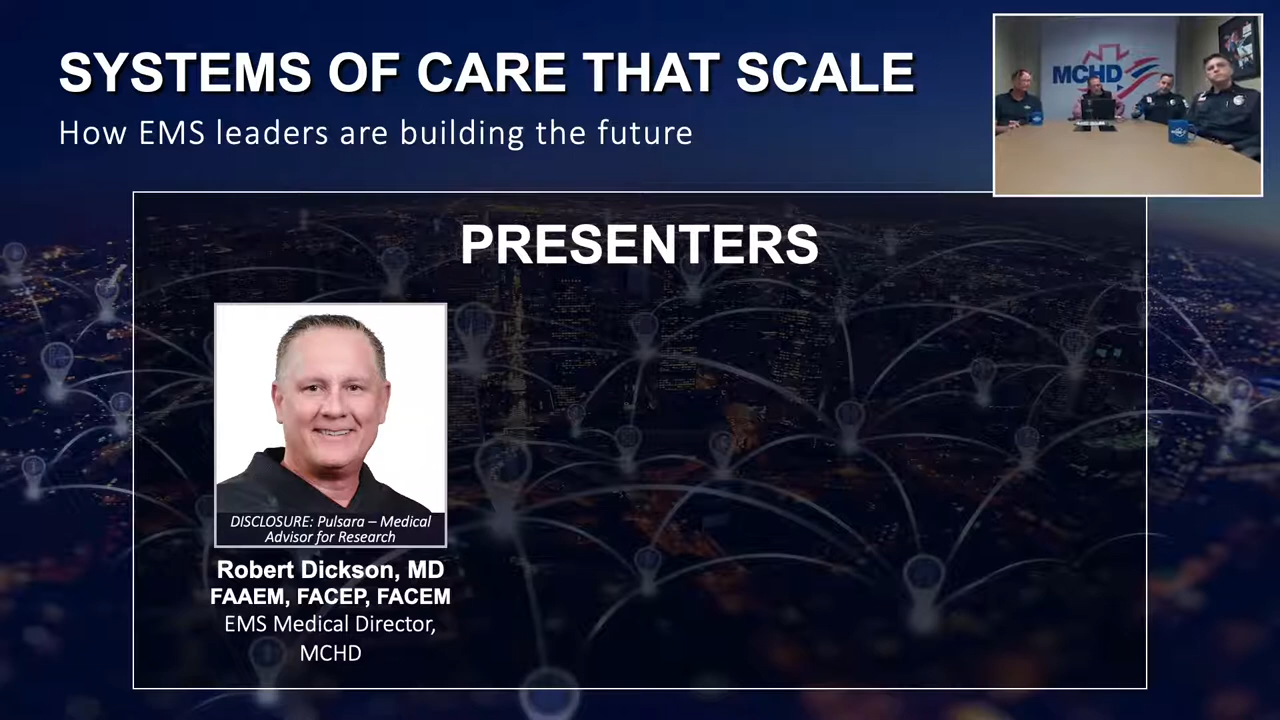 SYSTEMS OF CARE THAT SCALE
How EMS leaders are building the future
MCHD
PRESENTERS
DISCLOSURE: Pulsara – Medical
Advisor for Research
Robert Dickson, MD
FAAEM, FACEP, FACEM
EMS Medical Director,
MCHD